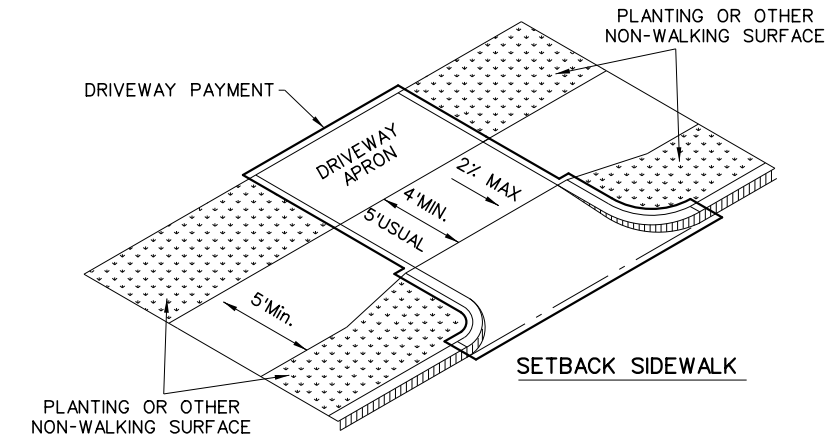 PLANTING OR OTHER
NON-WALKING SURFACE
DRIVEWAY PAYMENT
DRIVEWAY
APRON
2% MAX
4'MIN.
5'USUAL
5'Min.
SETBACK SIDEWALK
PLANTING OR OTHER
NON-WALKING SURFACE